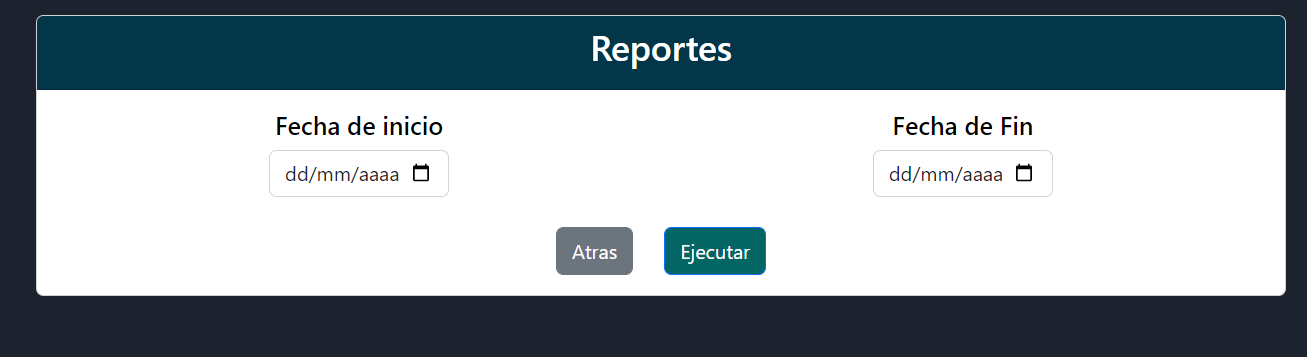 Reportes
Fecha de inicio
Fecha de Fin
dd/mm/aaaa
dd/mm/aaaa
Atras
Ejecutar